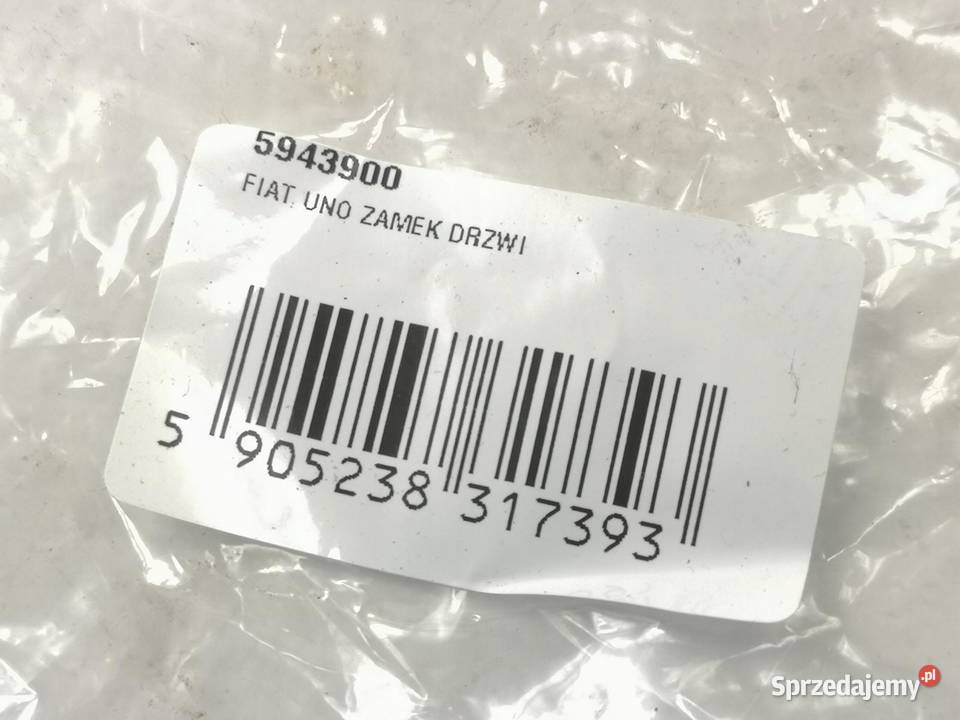 5943900
FIAT. UNO ZAMEK DRZWI
5 905238 317393
Sprzedajemy.pl